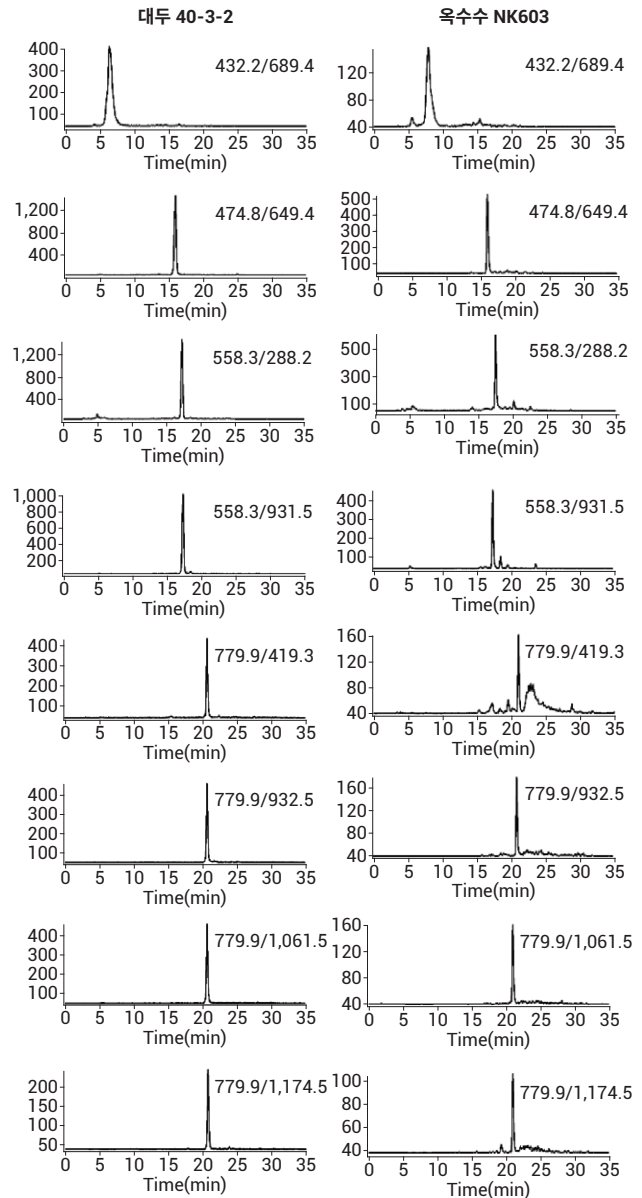 대두 40-3-2
옥수수 NK603
400
300
200
100
432.2/689.4
0 5 10 15 20 25 30 35
Time(min)
120
80
40
432.2/689.4
0 5 10 15 20 25 30 35
Time(min)
1,200
800
400
474.8/649.4
0 5 10 15 20 25 30 35
Time(min)
500
400
300
200
100
474.8/649.4
0 5 10 15 20 25 30 35
Time(min)
1,200
800
400
558.3/288.2
0 5 10 15 20 25 30 35
Time(min)
500
300
100
558.3/288.2
0 5 10 15 20 25 30 35
Time(min)
1,000
800
600
400
200
558.3/931.5
0 5 10 15 20 25 30 35
Time(min)
400
300
200
100
558.3/931.5
0 5 10 15 20 25 30 35
Time(min)
400
300
200
100
779.9/419.3
0 5 10 15 20 25 30 35
Time(min)
160
120
80
40
779.9/419.3
0 5 10 15 20 25 30 35
Time(min)
400
300
200
100
779.9/932.5
0 5 10 15 20 25 30 35
Time(min)
160
120
80
40
779.9/932.5
0 5 10 15 20 25 30 35
Time(min)
400
300
200
100
779.9/1,061.5
0 5 10 15 20 25 30 35
Time(min)
160
120
80
40
779.9/1,061.5
0 5 10 15 20 25 30 35
Time(min)
200
150
100
50
779.9/1,174.5
0 5 10 15 20 25 30 35
Time(min)
100
80
60
40
779.9/1,174.5
0 5 10 15 20 25 30 35
Time(min)